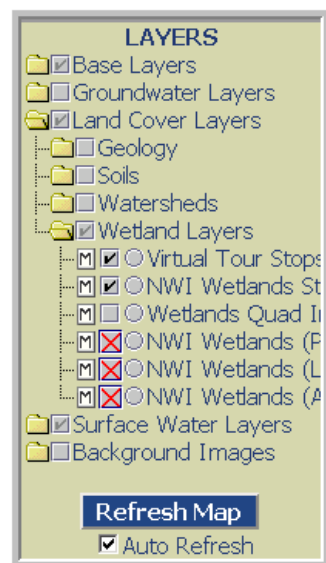 LAYERS
Base Layers
Groundwater Layers
Land Cover Layers
Geology
Soils
Watersheds
Wetland Layers
M Virtual Tour Stops
M NWI Wetlands St
M Wetlands Quad I
M NWI Wetlands (P
M NWI Wetlands (L
M NWI Wetlands (A
Surface Water Layers
Background Images
Refresh Map
Auto Refresh